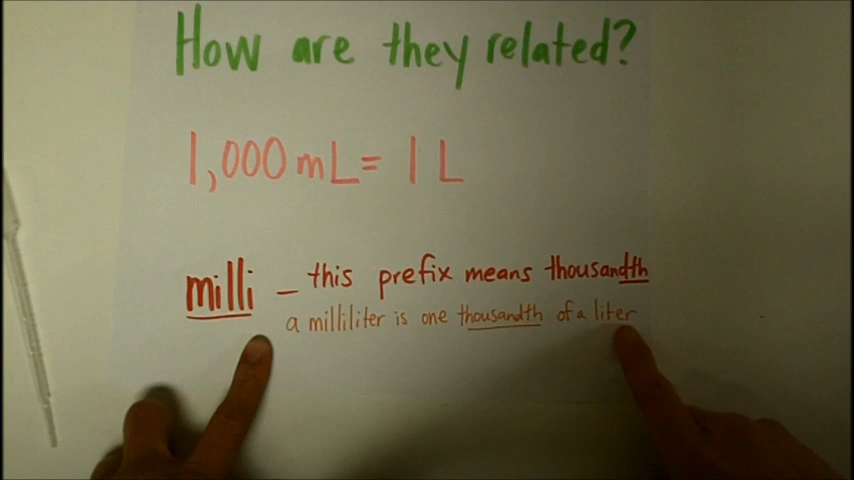 How are they related?
1,000 mL = 1 L
milli – this prefix means thousandth
a milliliter is one thousandth of a liter